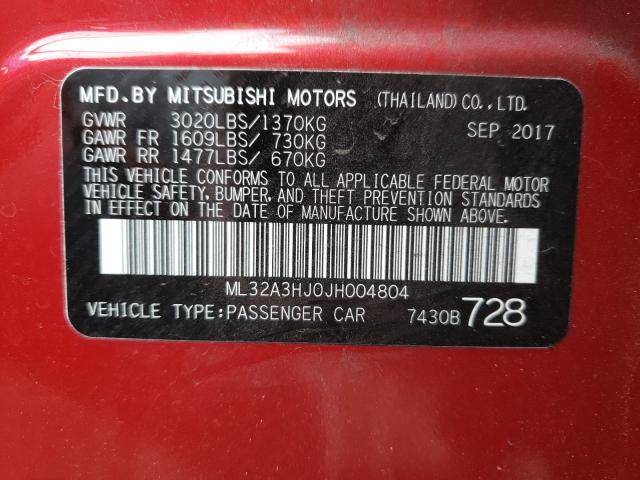 MFD.BY MITSUBISHI MOTORS (THAILAND)CO.,LTD.
GVWR 3020LBS/1370KG SEP 2017
GAWR FR 1609LBS/ 730KG
GAWR RR 1477LBS/ 670KG
THIS VEHICLE CONFORMS TO ALL APPLICABLE FEDERAL MOTOR
VEHICLE SAFETY, BUMPER, AND THEFT PREVENTION STANDARDS
IN EFFECT ON THE DATE OF MANUFACTURE SHOWN ABOVE.
ML32A3HJ0JH004804
VEHICLE TYPE:PASSENGER CAR 7430B 728